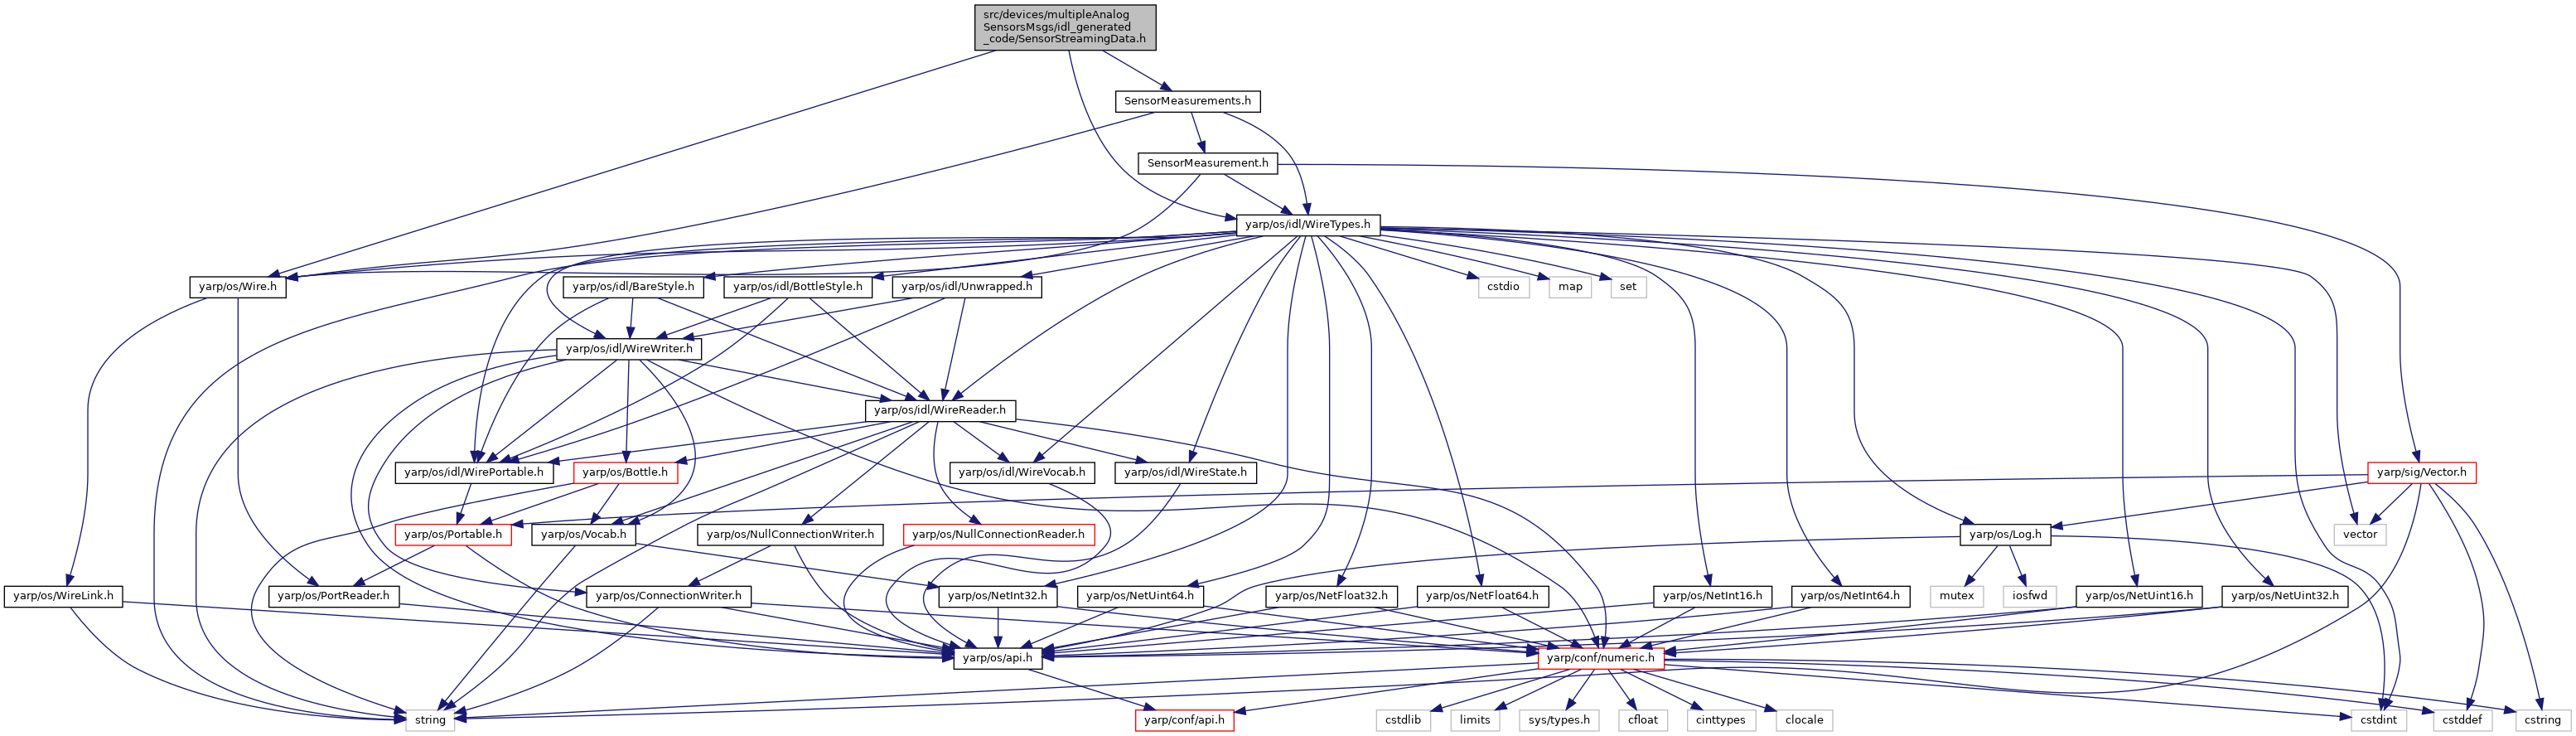 src/devices/multipleAnalog
SensorsMsgs/idl_generated
_code/SensorStreamingData.h
SensorMeasurements.h
SensorMeasurement.h
yarp/os/idl/WireTypes.h
yarp/os/Wire.h
yarp/os/idl/BareStyle.h
yarp/os/idl/BottleStyle.h
yarp/os/idl/Unwrapped.h
cstdio
map
set
yarp/os/idl/WireWriter.h
yarp/os/idl/WireReader.h
yarp/os/idl/WirePortable.h
yarp/os/Bottle.h
yarp/os/idl/WireVocab.h
yarp/os/idl/WireState.h
yarp/sig/Vector.h
yarp/os/Portable.h
yarp/os/Vocab.h
yarp/os/NullConnectionWriter.h
yarp/os/NullConnectionReader.h
yarp/os/Log.h
vector
yarp/os/WireLink.h
yarp/os/PortReader.h
yarp/os/ConnectionWriter.h
yarp/os/NetInt32.h
yarp/os/NetUint64.h
yarp/os/NetFloat32.h
yarp/os/NetFloat64.h
yarp/os/NetInt16.h
yarp/os/NetInt64.h
mutex
iosfwd
yarp/os/NetUint16.h
yarp/os/NetUint32.h
yarp/os/api.h
yarp/conf/numeric.h
string
yarp/conf/api.h
cstdlib
limits
sys/types.h
cfloat
cinttypes
clocale
cstdint
cstddef
cstring